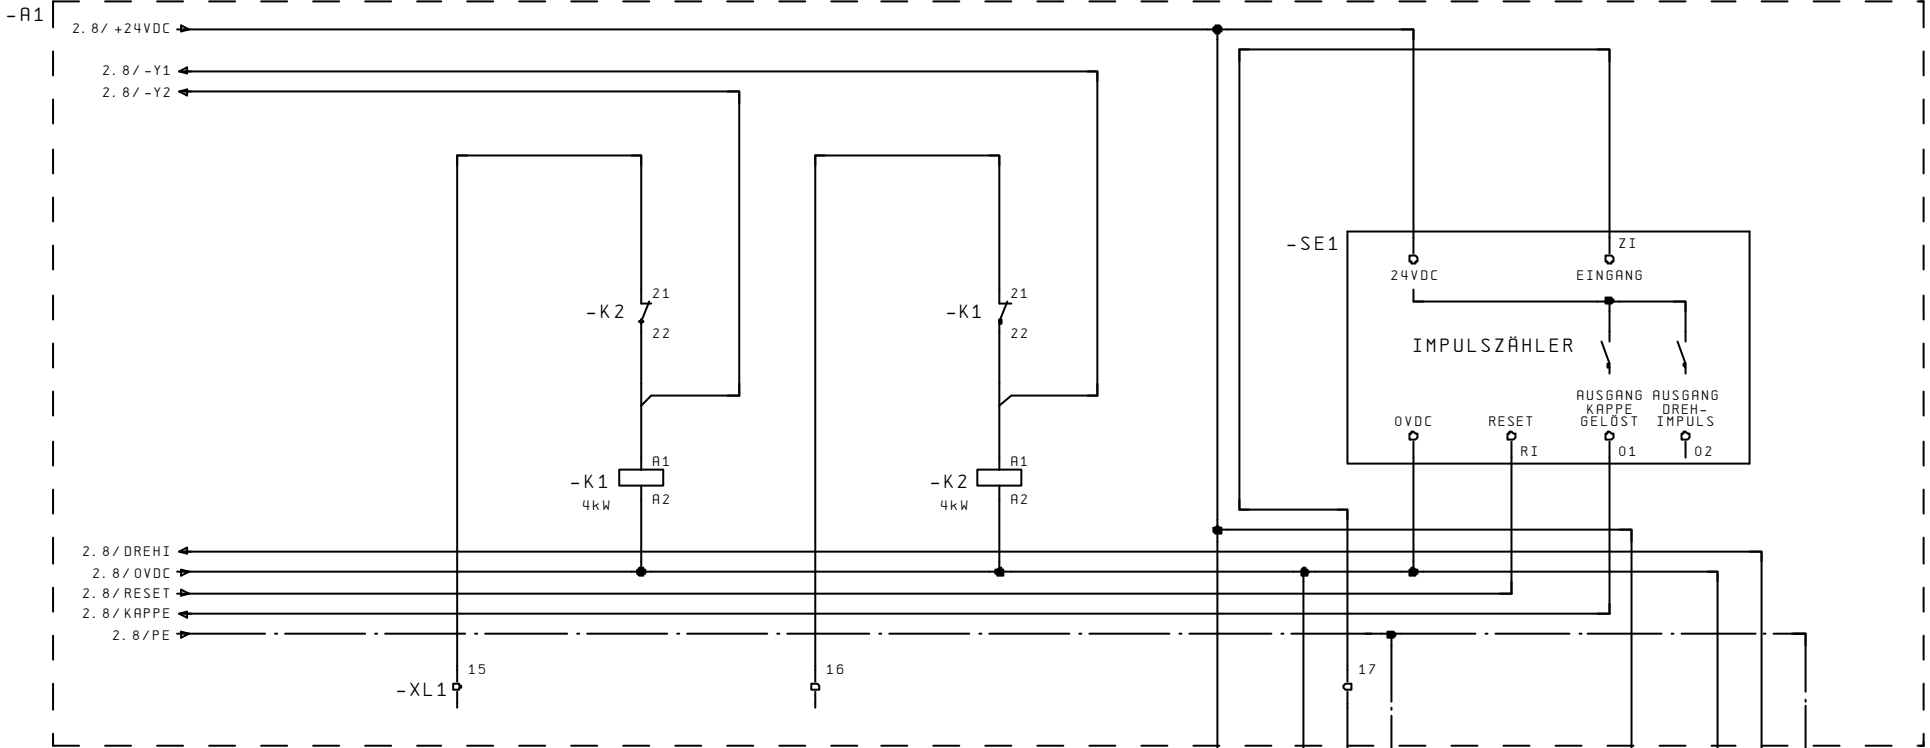 -A1
2.8/+24VDC
2.8/-Y1
2.8/-Y2
-SE1
ZI
24VDC
EINGANG
21
-K2
22
21
-K1
22
IMPULSZÄHLER
AUSGANG
KAPPE
GELÖST
AUSGANG
DREH-
IMPULS
0VDC
RESET
RI
O1
O2
A1
-K1
4kW
A2
A1
-K2
4kW
A2
2.8/DREHI
2.8/0VDC
2.8/RESET
2.8/KAPPE
2.8/PE
15
-XL1
16
17